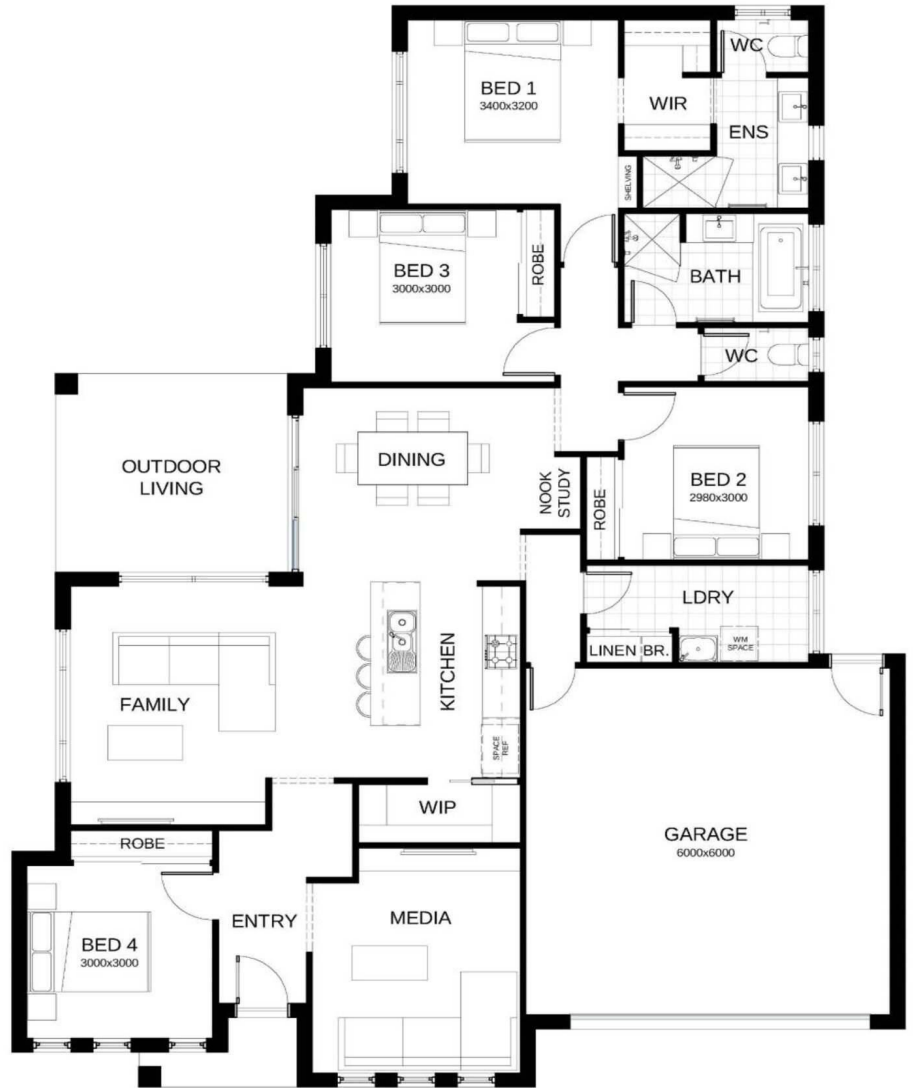 BED 1
3400x3200
WIR
WC
ENS
SHELVING
BED 3
3000x3000
ROBE
BATH
WC
OUTDOOR
LIVING
DINING
NOOK
STUDY
ROBE
BED 2
2980x3000
LDRY
LINEN
BR.
WM
SPACE
FAMILY
KITCHEN
SPACE
REF
WIP
GARAGE
6000x6000
ROBE
BED 4
3000x3000
ENTRY
MEDIA